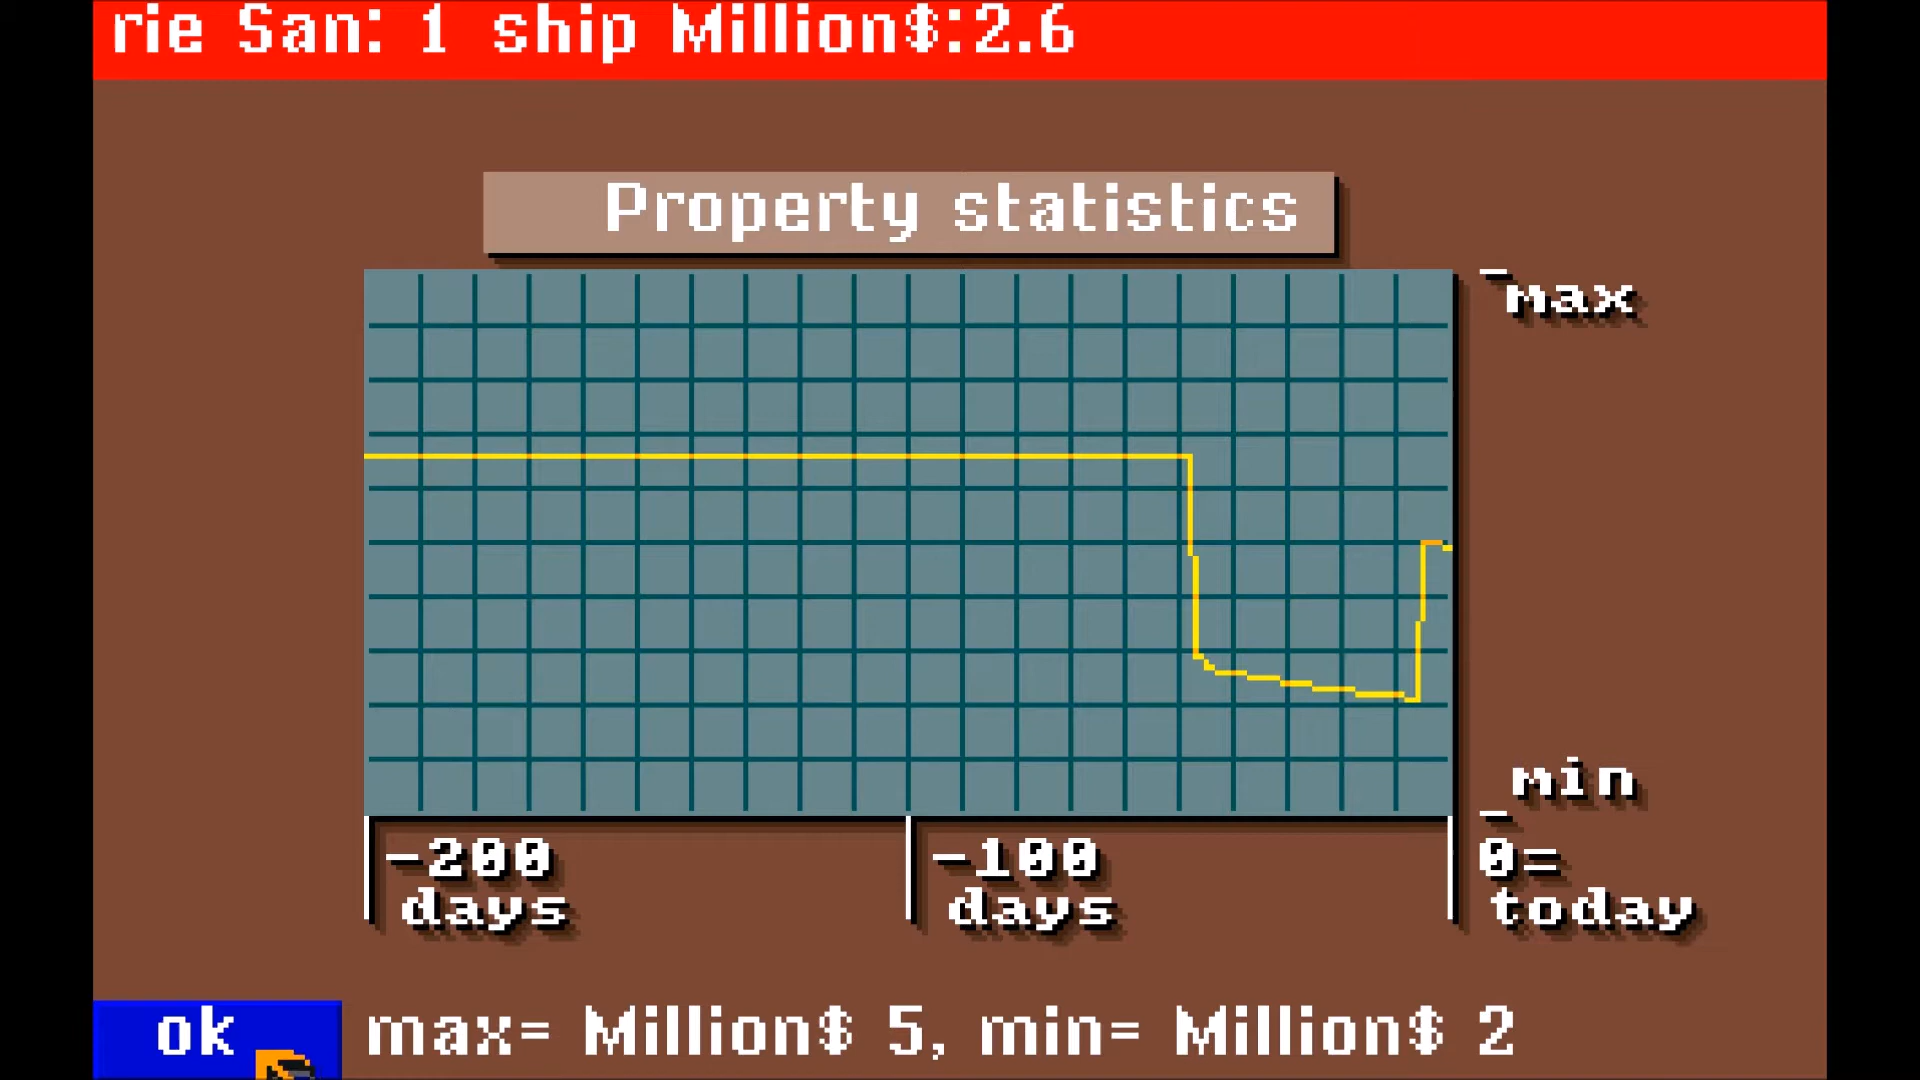 rie San: 1 ship Million$:2.6
Property statistics
max
min
-200
days
-100
days
0=
today
ok
max= Million$ 5, min= Million$ 2